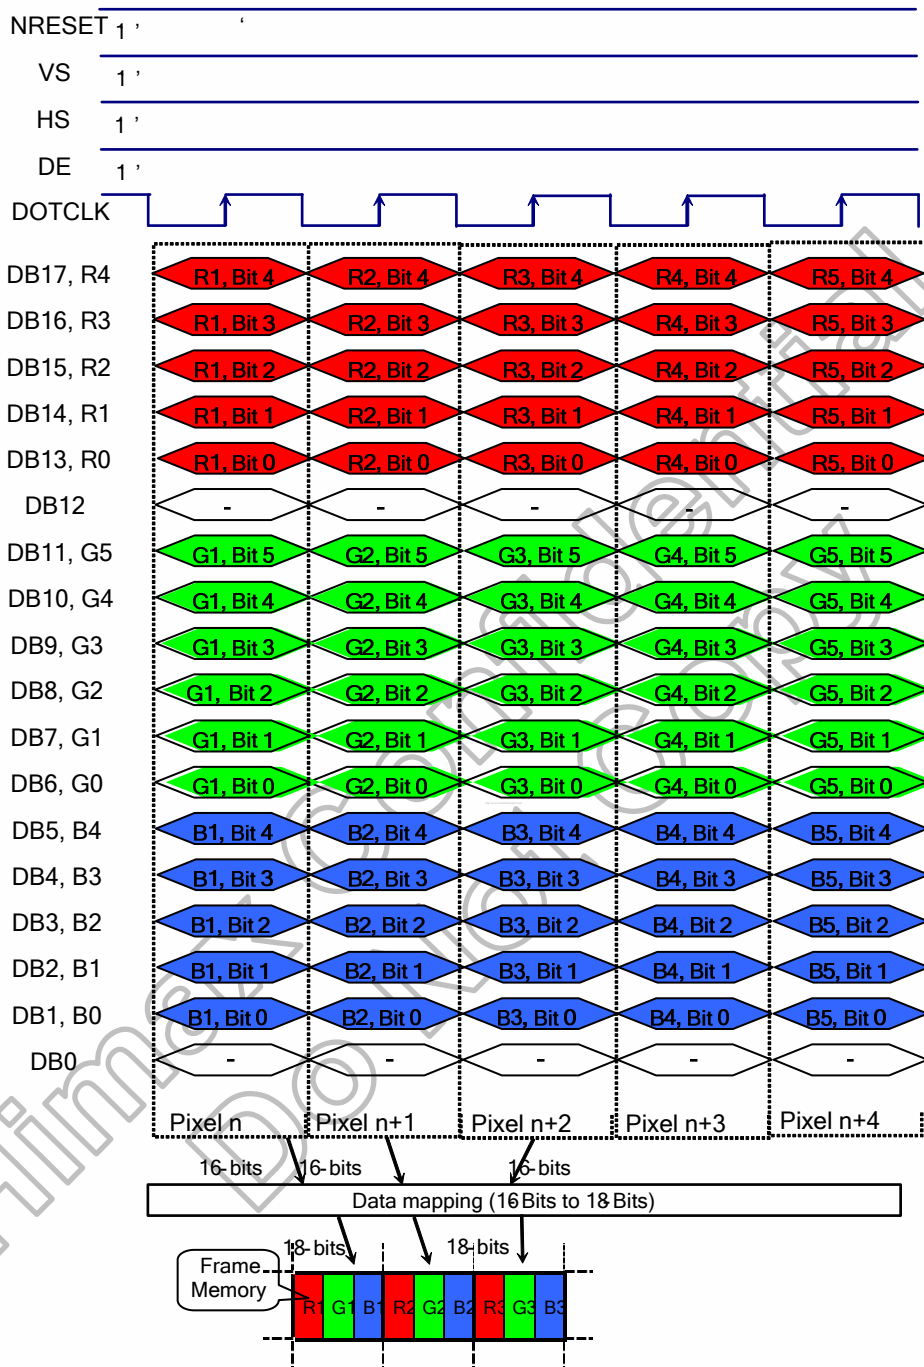 NRESET 1 ’ ‘
VS 1 ’
HS 1 ’
DE 1 ’
DOTCLK
DB17, R4 R1, Bit 4 R2, Bit 4 R3, Bit 4 R4, Bit 4 R5, Bit 4
DB16, R3 R1, Bit 3 R2, Bit 3 R3, Bit 3 R4, Bit 3 R5, Bit 3
DB15, R2 R1, Bit 2 R2, Bit 2 R3, Bit 2 R4, Bit 2 R5, Bit 2
DB14, R1 R1, Bit 1 R2, Bit 1 R3, Bit 1 R4, Bit 1 R5, Bit 1
DB13, R0 R1, Bit 0 R2, Bit 0 R3, Bit 0 R4, Bit 0 R5, Bit 0
DB12 - - - - -
DB11, G5 G1, Bit 5 G2, Bit 5 G3, Bit 5 G4, Bit 5 G5, Bit 5
DB10, G4 G1, Bit 4 G2, Bit 4 G3, Bit 4 G4, Bit 4 G5, Bit 4
DB9, G3 G1, Bit 3 G2, Bit 3 G3, Bit 3 G4, Bit 3 G5, Bit 3
DB8, G2 G1, Bit 2 G2, Bit 2 G3, Bit 2 G4, Bit 2 G5, Bit 2
DB7, G1 G1, Bit 1 G2, Bit 1 G3, Bit 1 G4, Bit 1 G5, Bit 1
DB6, G0 G1, Bit 0 G2, Bit 0 G3, Bit 0 G4, Bit 0 G5, Bit 0
DB5, B4 B1, Bit 4 B2, Bit 4 B3, Bit 4 B4, Bit 4 B5, Bit 4
DB4, B3 B1, Bit 3 B2, Bit 3 B3, Bit 3 B4, Bit 3 B5, Bit 3
DB3, B2 B1, Bit 2 B2, Bit 2 B3, Bit 2 B4, Bit 2 B5, Bit 2
DB2, B1 B1, Bit 1 B2, Bit 1 B3, Bit 1 B4, Bit 1 B5, Bit 1
DB1, B0 B1, Bit 0 B2, Bit 0 B3, Bit 0 B4, Bit 0 B5, Bit 0
DB0 - - - - -
Pixel n Pixel n+1 Pixel n+2 Pixel n+3 Pixel n+4
16-bits 16-bits 16-bits
Data mapping (16 Bits to 18-Bits)
18-bits 18-bits
Frame
Memory
R1 G1 B1 R2 G2 B2 R3 G3 B3
Himax Confidential
Do Not Copy